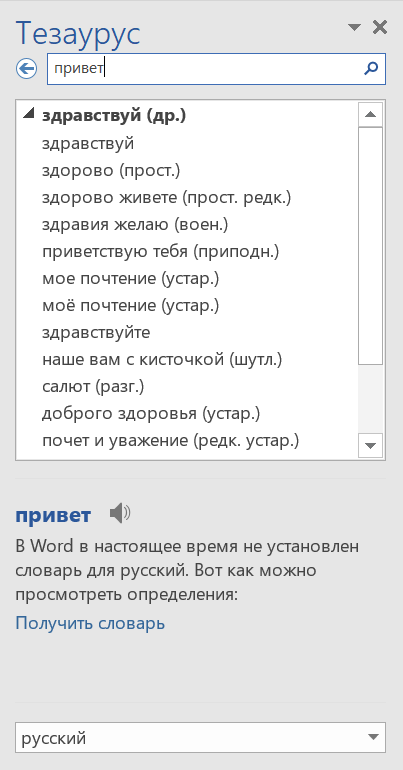 Тезаурус
привет
здравствуй (др.)
здравствуй
здорово (прост.)
здорово живете (прост. редк.)
здравия желаю (воен.)
приветствую тебя (приподн.)
мое почтение (устар.)
моё почтение (устар.)
здравствуйте
наше вам с кисточкой (шутл.)
салют (разг.)
доброго здоровья (устар.)
почет и уважение (редк. устар.)
привет
В Word в настоящее время не установлен
словарь для русский. Вот как можно
просмотреть определения:
Получить словарь
русский